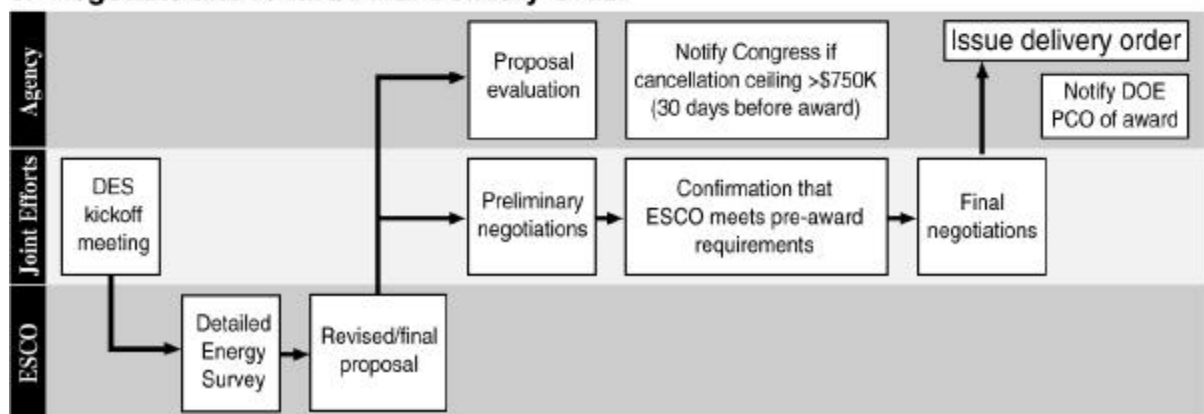 Agency
Proposal
evaluation
Notify Congress if
cancellation ceiling >$750K
(30 days before award)
Issue delivery order
Notify DOE
PCO of award
Joint Efforts
DES
kickoff
meeting
Preliminary
negotiations
Confirmation that
ESCO meets pre-award
requirements
Final
negotiations
ESCO
Detailed
Energy
Survey
Revised/final
proposal